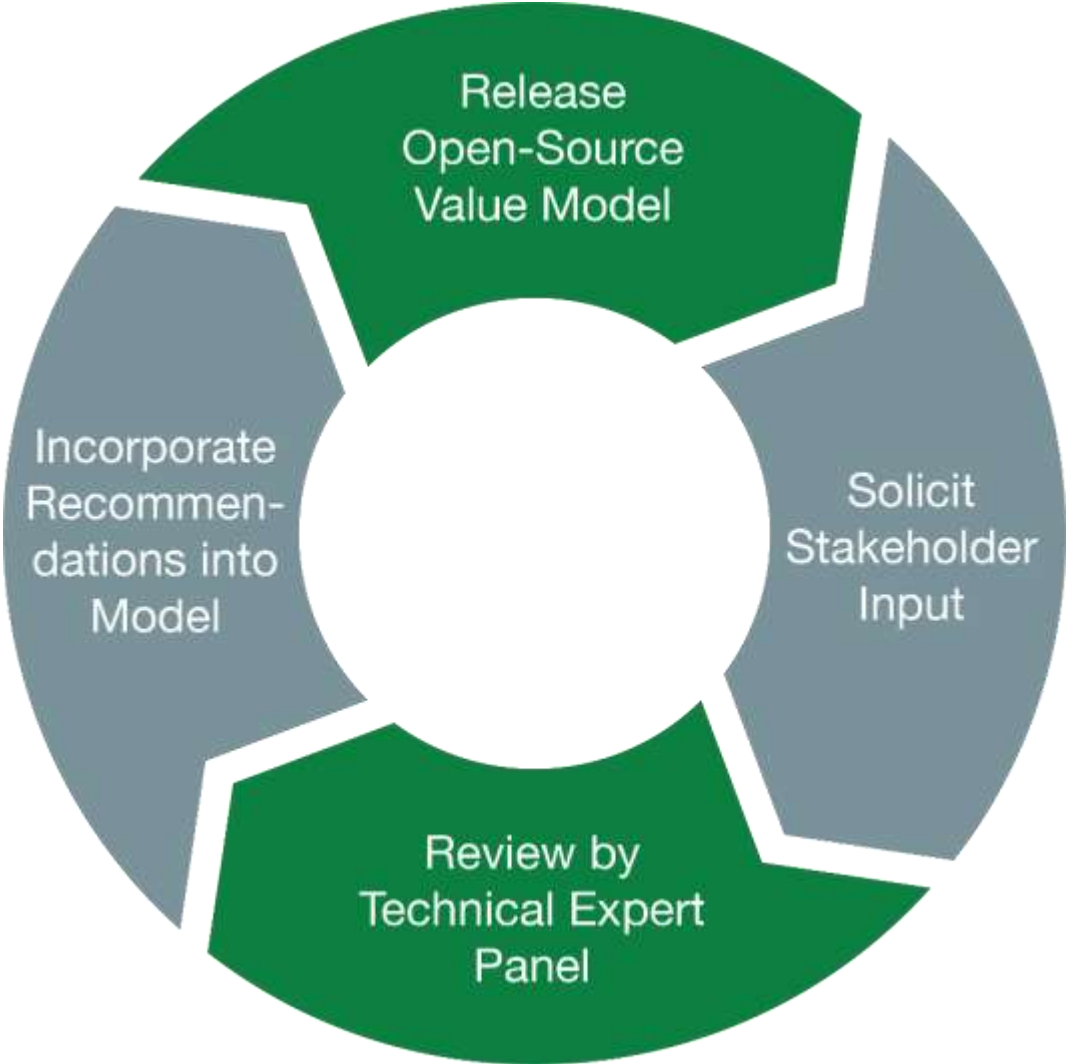 Release
Open-Source
Value Model
Solicit
Stakeholder
Input
Review by
Technical Expert
Panel
Incorporate
Recommen-
dations into
Model